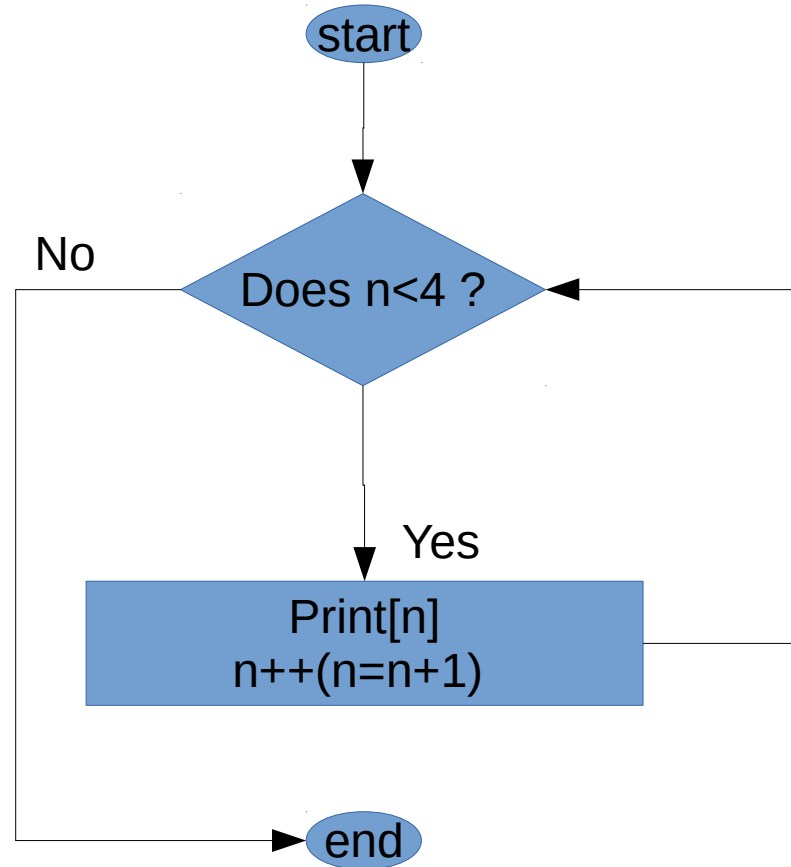 start
No
Does n<4 ?
Yes
Print[n]
n++(n=n+1)
end